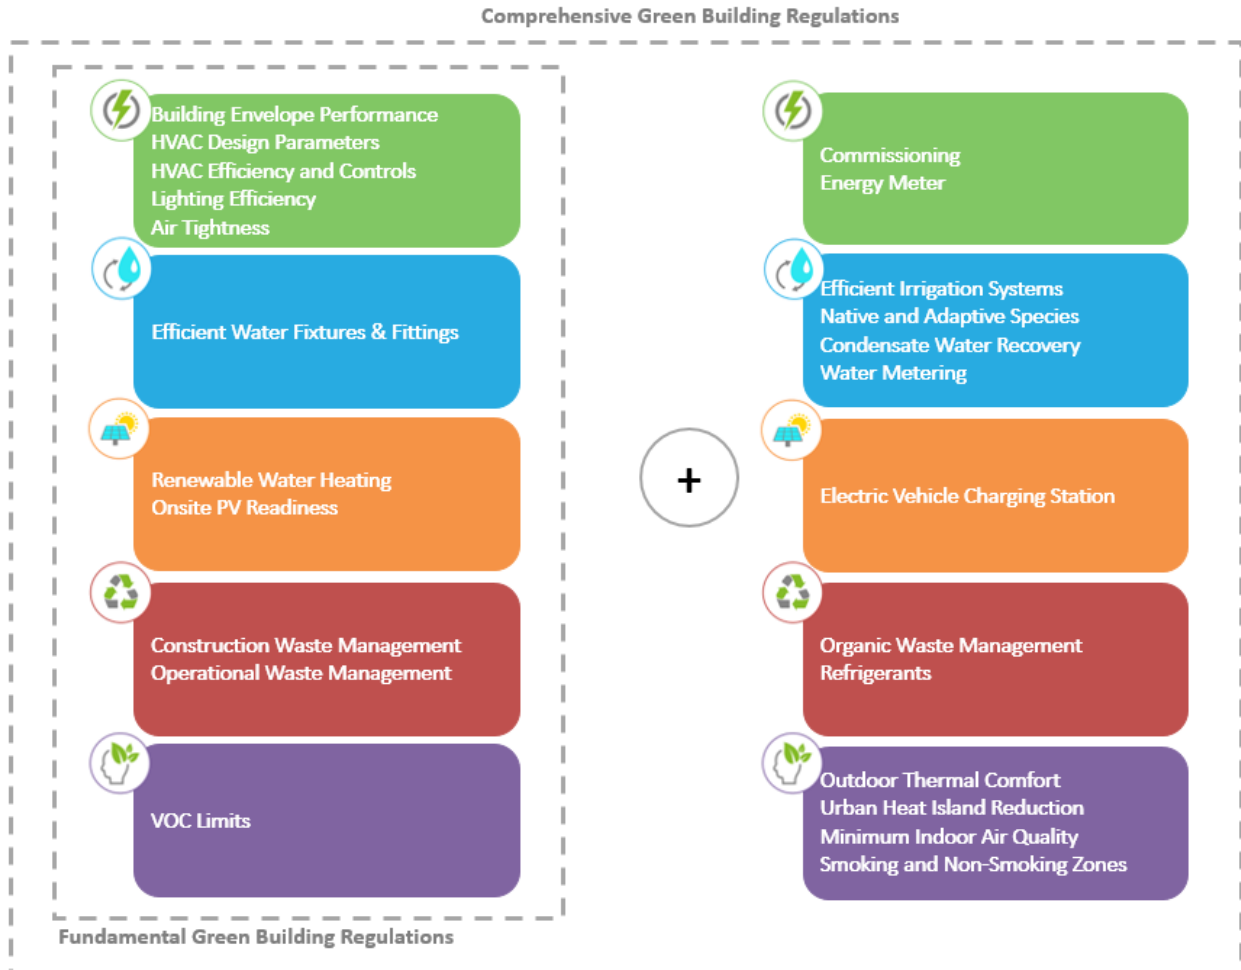 Comprehensive Green Building Regulations
Building Envelope Performance
HVAC Design Parameters
HVAC Efficiency and Controls
Lighting Efficiency
Air Tightness
Efficient Water Fixtures & Fittings
Renewable Water Heating
Onsite PV Readiness
Construction Waste Management
Operational Waste Management
VOC Limits
Fundamental Green Building Regulations
+
Commissioning
Energy Meter
Efficient Irrigation Systems
Native and Adaptive Species
Condensate Water Recovery
Water Metering
Electric Vehicle Charging Station
Organic Waste Management
Refrigerants
Outdoor Thermal Comfort
Urban Heat Island Reduction
Minimum Indoor Air Quality
Smoking and Non-Smoking Zones